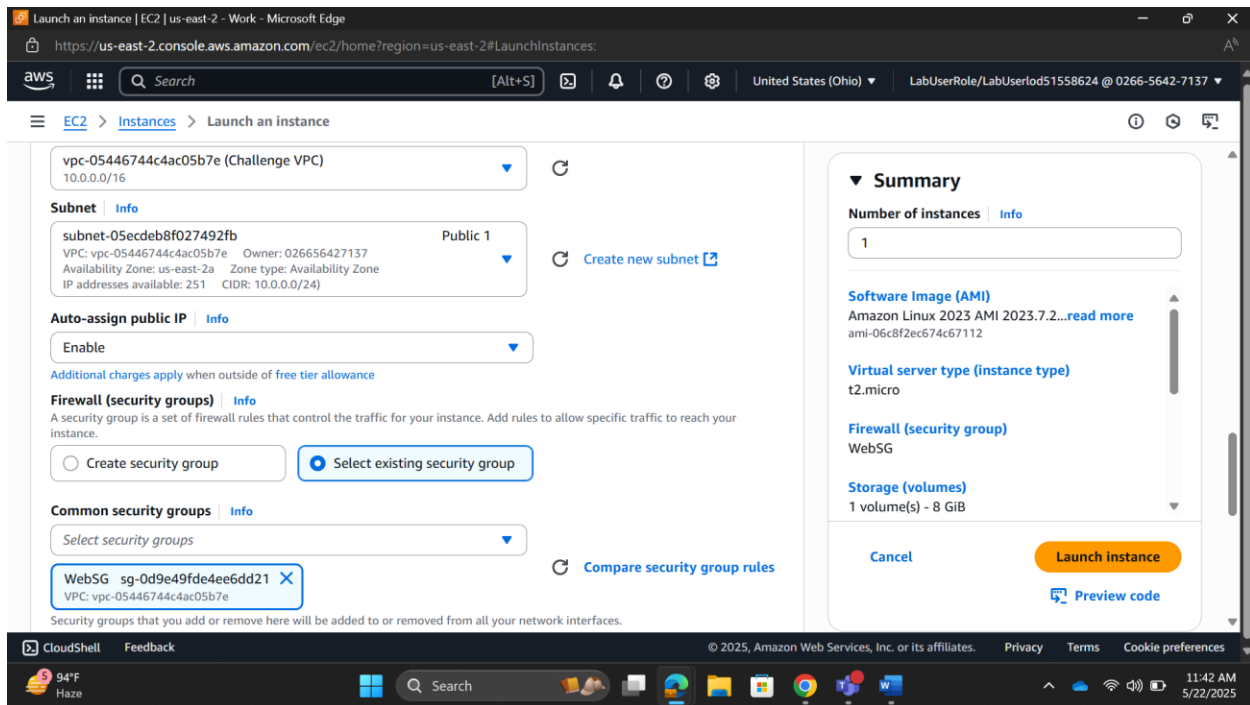 Launch an instance | EC2 | us-east-2 - Work - Microsoft Edge
https://us-east-2.console.aws.amazon.com/ec2/home?region=us-east-2#LaunchInstances:
aws
Search [Alt+S]
United States (Ohio)
LabUserRole/LabUserlod51558624 @ 0266-5642-7137
EC2 > Instances > Launch an instance
vpc-05446744c4ac05b7e (Challenge VPC)
10.0.0.0/16
Subnet Info
subnet-05ecdeb8f027492fb Public 1
VPC: vpc-05446744c4ac05b7e Owner: 026656427137
Availability Zone: us-east-2a Zone type: Availability Zone
IP addresses available: 251 CIDR: 10.0.0.0/24)
Create new subnet
Auto-assign public IP Info
Enable
Additional charges apply when outside of free tier allowance
Firewall (security groups) Info
A security group is a set of firewall rules that control the traffic for your instance. Add rules to allow specific traffic to reach your
instance.
Create security group
Select existing security group
Common security groups Info
Select security groups
WebSG sg-0d9e49fde4ee6dd21
VPC: vpc-05446744c4ac05b7e
Compare security group rules
Security groups that you add or remove here will be added to or removed from all your network interfaces.
Summary
Number of instances Info
1
Software Image (AMI)
Amazon Linux 2023 AMI 2023.7.2...read more
ami-06c8f2ec674c67112
Virtual server type (instance type)
t2.micro
Firewall (security group)
WebSG
Storage (volumes)
1 volume(s) - 8 GiB
Cancel
Launch instance
Preview code
CloudShell Feedback
© 2025, Amazon Web Services, Inc. or its affiliates. Privacy Terms Cookie preferences
5
94°F
Haze
Search
11:42 AM
5/22/2025